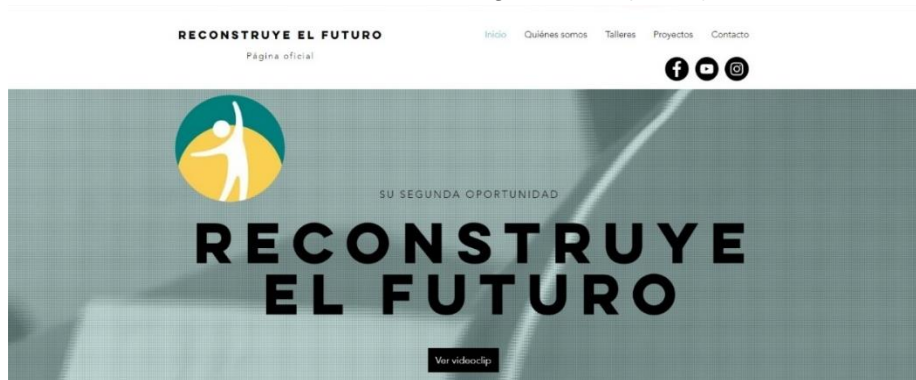 RECONSTRUYE EL FUTURO
Página oficial
Inicio Quiénes somos Talleres Proyectos Contacto
SU SEGUNDA OPORTUNIDAD
RECONSTRUYE
EL FUTURO
Ver videoclip